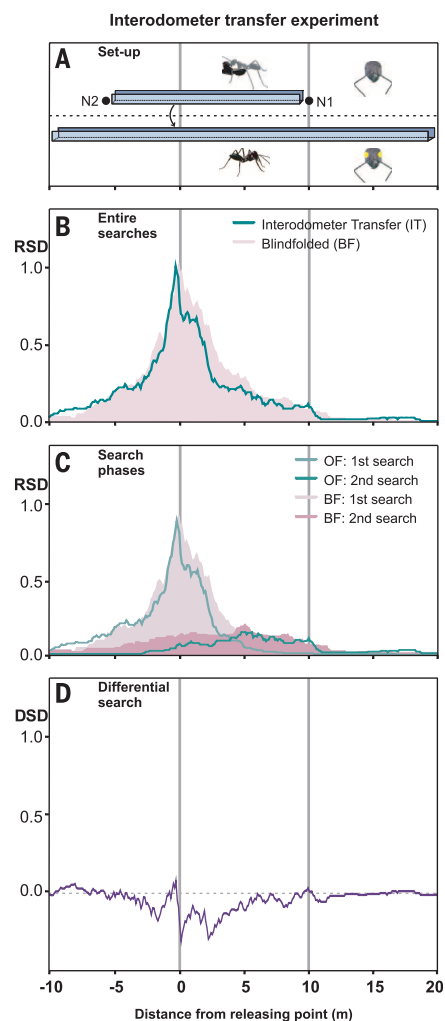 Interodometer transfer experiment
A
Set-up
N2
N1
B
Entire
searches
Interodometer Transfer (IT)
Blindfolded (BF)
RSD
1.0
0.5
0.0
C
Search
phases
OF: 1st search
OF: 2nd search
BF: 1st search
BF: 2nd search
RSD
1.0
0.5
0.0
D
Differential
search
DSD
1.0
0.5
0.0
-10 -5 0 5 10 15 20
Distance from releasing point (m)